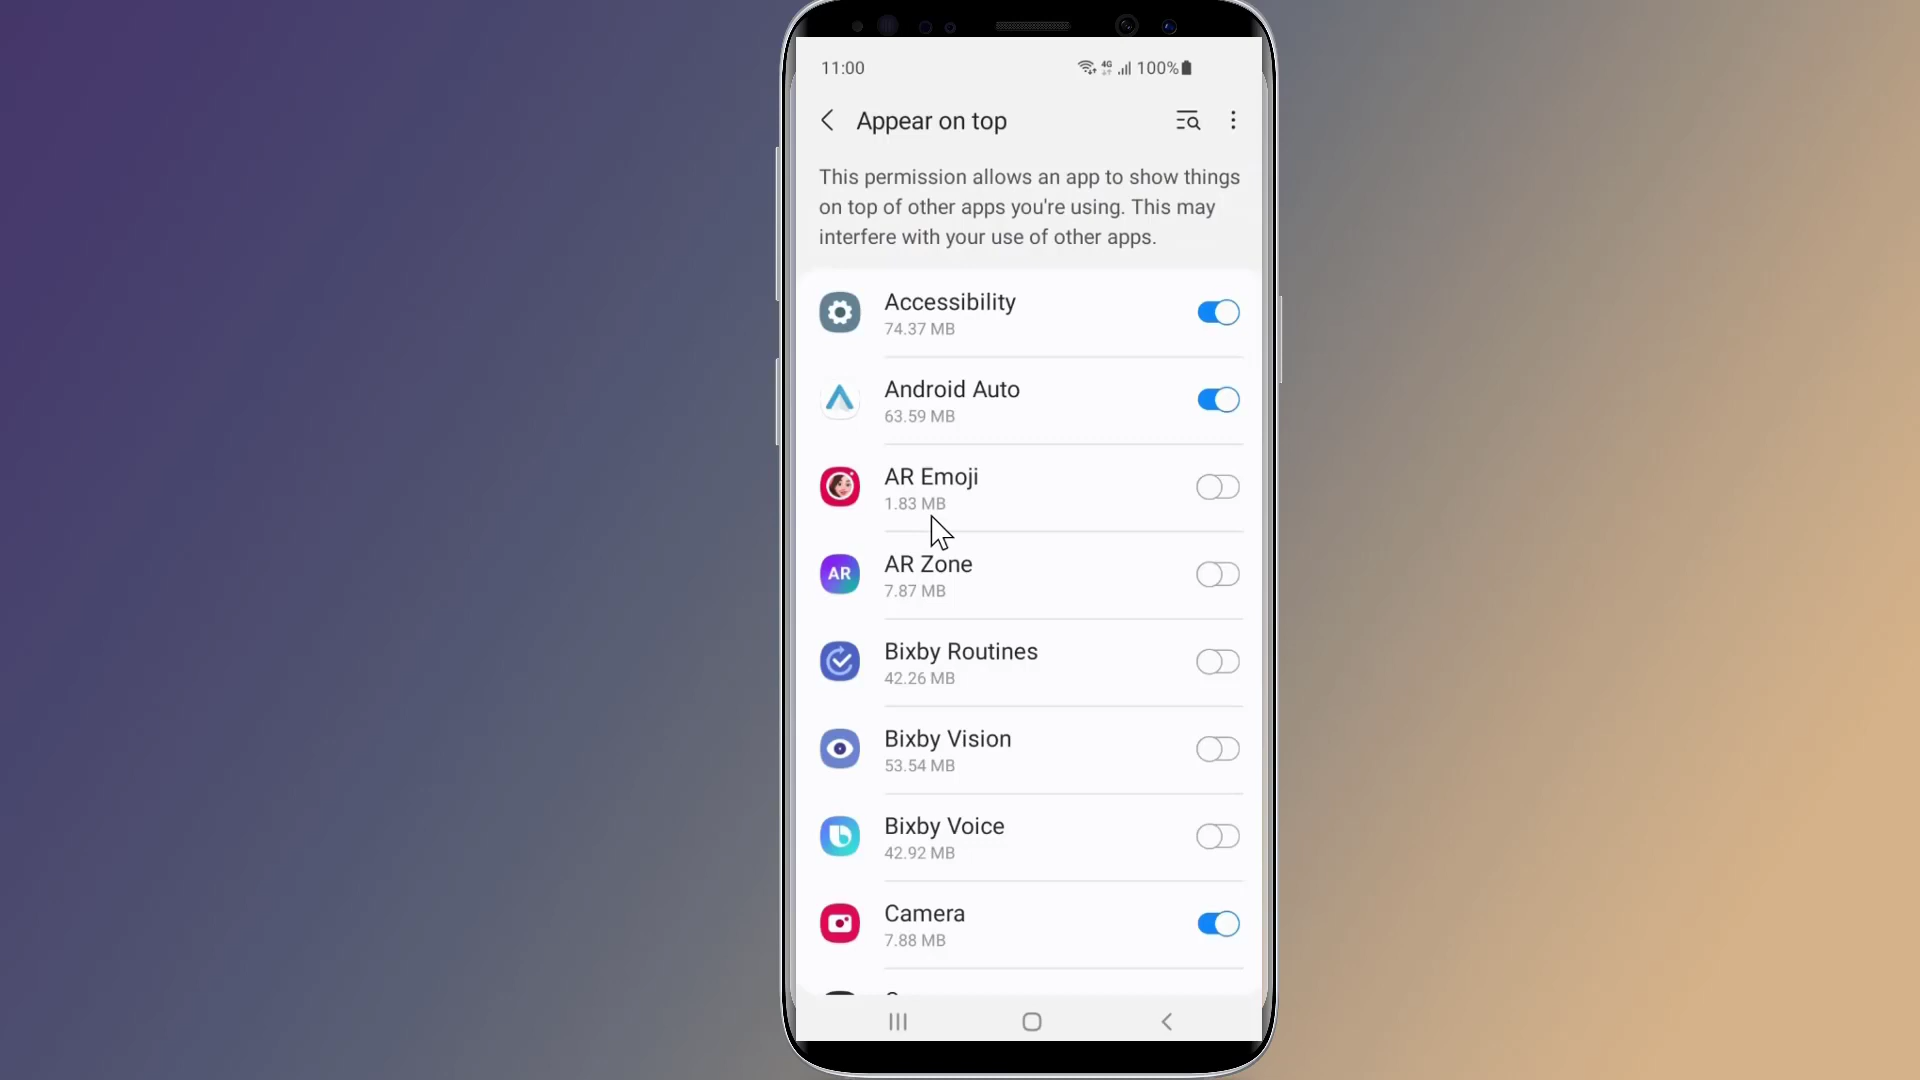 11:00
4G
100%
Appear on top
This permission allows an app to show things
on top of other apps you're using. This may
interfere with your use of other apps.
Accessibility
74.37 MB
Android Auto
63.59 MB
AR Emoji
1.83 MB
AR
AR Zone
7.87 MB
Bixby Routines
42.26 MB
Bixby Vision
53.54 MB
Bixby Voice
42.92 MB
Camera
7.88 MB